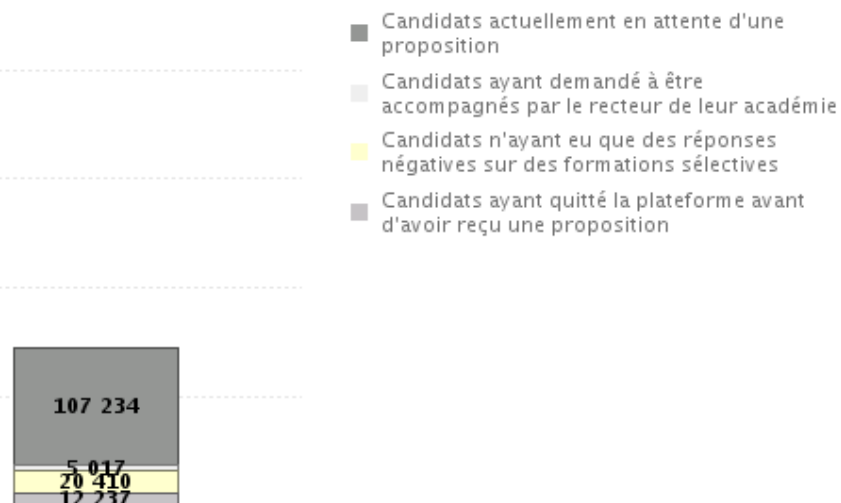 Candidats actuellement en attente d'une
proposition
Candidats ayant demandé à être
accompagnés par le recteur de leur académie
Candidats n'ayant eu que des réponses
négatives sur des formations sélectives
Candidats ayant quitté la plateforme avant
d'avoir reçu une proposition
107 234
5 017
20 410
12 237